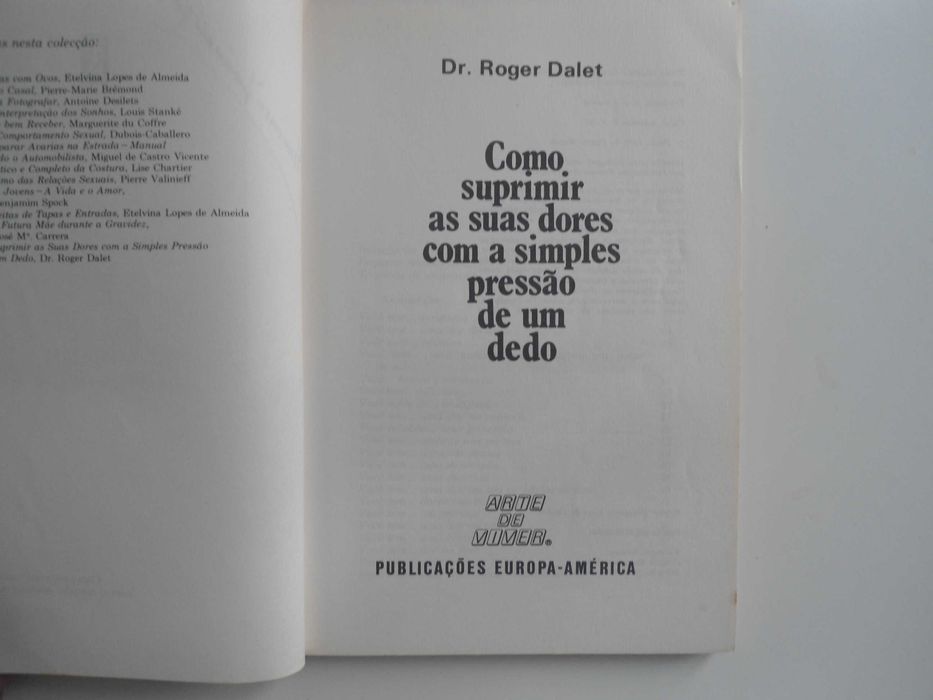 s nesta colecção:
as com Ovos, Etelvina Lopes de Almeida
Casal, Pierre-Marie Brémond
Fotografar, Antoine Desilets
nterpretação dos Sonhos, Louis Stanké
bem Receber, Marguerite du Coffre
Comportamento Sexual, Dubois-Caballero
parar Avarias na Estrada — Manual
do o Automobilista, Miguel de Castro Vicente
tico e Completo da Costura, Lise Chartier
mo das Relações Sexuais, Pierre Valinieff
Jovens — A Vida e o Amor,
enjamim Spock
eitas de Tapas e Entradas, Etelvina Lopes de Almeida
Futura Mãe durante a Gravidez,
osé Mª. Carrera
uprimir as Suas Dores com a Simples Pressão
m Dedo, Dr. Roger Dalet
Dr. Roger Dalet
Como
suprimir
as suas dores
com a simples
pressão
de um
dedo
ARTE
DE
VIVER®
PUBLICAÇÕES EUROPA-AMÉRICA